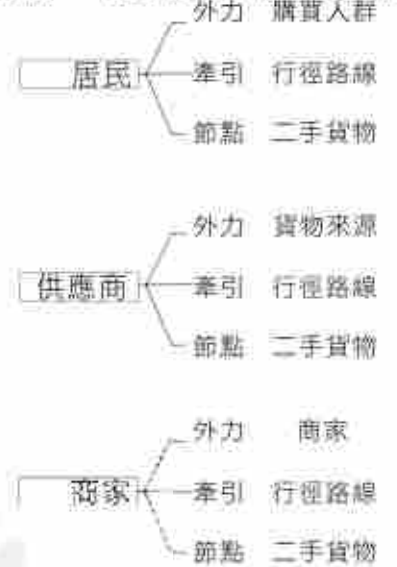 外力 購買人群
居民 牽引 行徑路線
節點 二手貨物
外力 貨物來源
供應商 牽引 行徑路線
節點 二手貨物
外力 商家
商家 牽引 行徑路線
節點 二手貨物